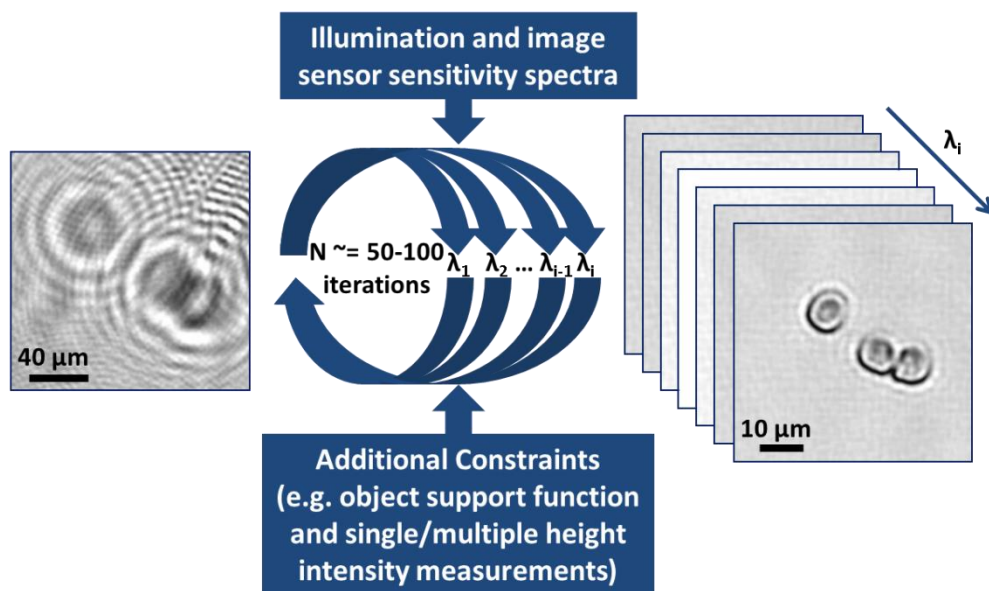 Illumination and image
sensor sensitivity spectra
λi
N ~= 50-100
iterations
λ1 λ2 ... λi-1 λi
40 μm
10 μm
Additional Constraints
(e.g. object support function
and single/multiple height
intensity measurements)